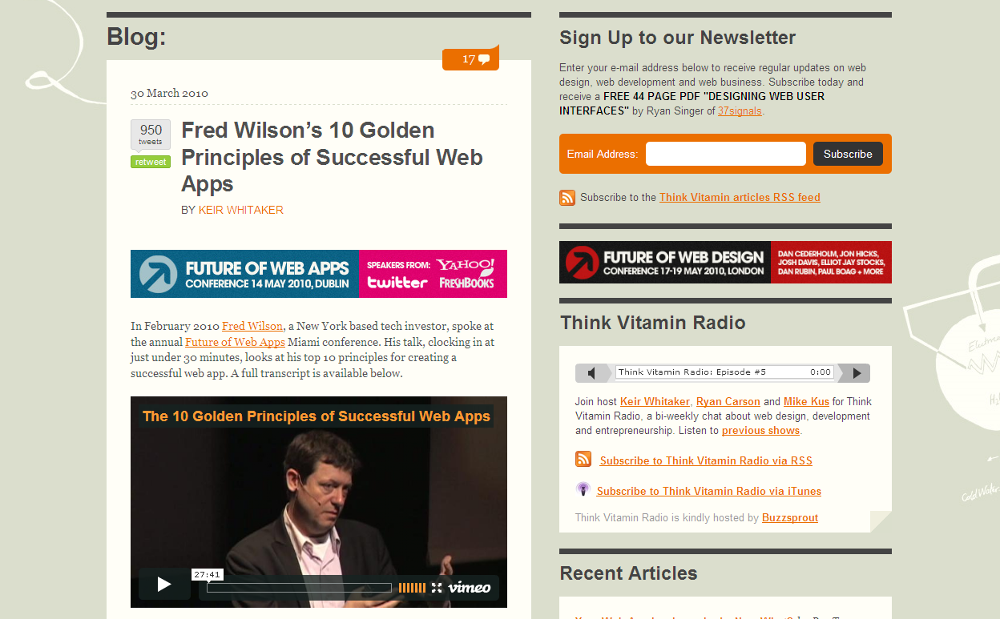 Blog:
17
30 March 2010
950
tweets
retweet
Fred Wilson’s 10 Golden
Principles of Successful Web
Apps
BY KEIR WHITAKER
FUTURE OF WEB APPS
CONFERENCE 14 MAY 2010, DUBLIN
SPEAKERS FROM: YAHOO!
twitter FRESHBOOKS
In February 2010 Fred Wilson, a New York based tech investor, spoke at
the annual Future of Web Apps Miami conference. His talk, clocking in at
just under 30 minutes, looks at his top 10 principles for creating a
successful web app. A full transcript is available below.
The 10 Golden Principles of Successful Web Apps
27:41
vimeo
Sign Up to our Newsletter
Enter your e-mail address below to receive regular updates on web
design, web development and web business. Subscribe today and
receive a FREE 44 PAGE PDF "DESIGNING WEB USER
INTERFACES" by Ryan Singer of 37signals.
Email Address:
Subscribe
Subscribe to the Think Vitamin articles RSS feed
FUTURE OF WEB DESIGN
CONFERENCE 17-19 MAY 2010, LONDON
DAN CEDERHOLM, JON HICKS,
JOSH DAVIS, ELLIOT JAY STOCKS,
DAN RUBIN, PAUL BOAG + MORE
Think Vitamin Radio
Think Vitamin Radio: Episode #5 0:00
Join host Keir Whitaker, Ryan Carson and Mike Kus for Think
Vitamin Radio, a bi-weekly chat about web design, development
and entrepreneurship. Listen to previous shows.
Subscribe to Think Vitamin Radio via RSS
Subscribe to Think Vitamin Radio via iTunes
Think Vitamin Radio is kindly hosted by Buzzsprout
Recent Articles
Cold Water